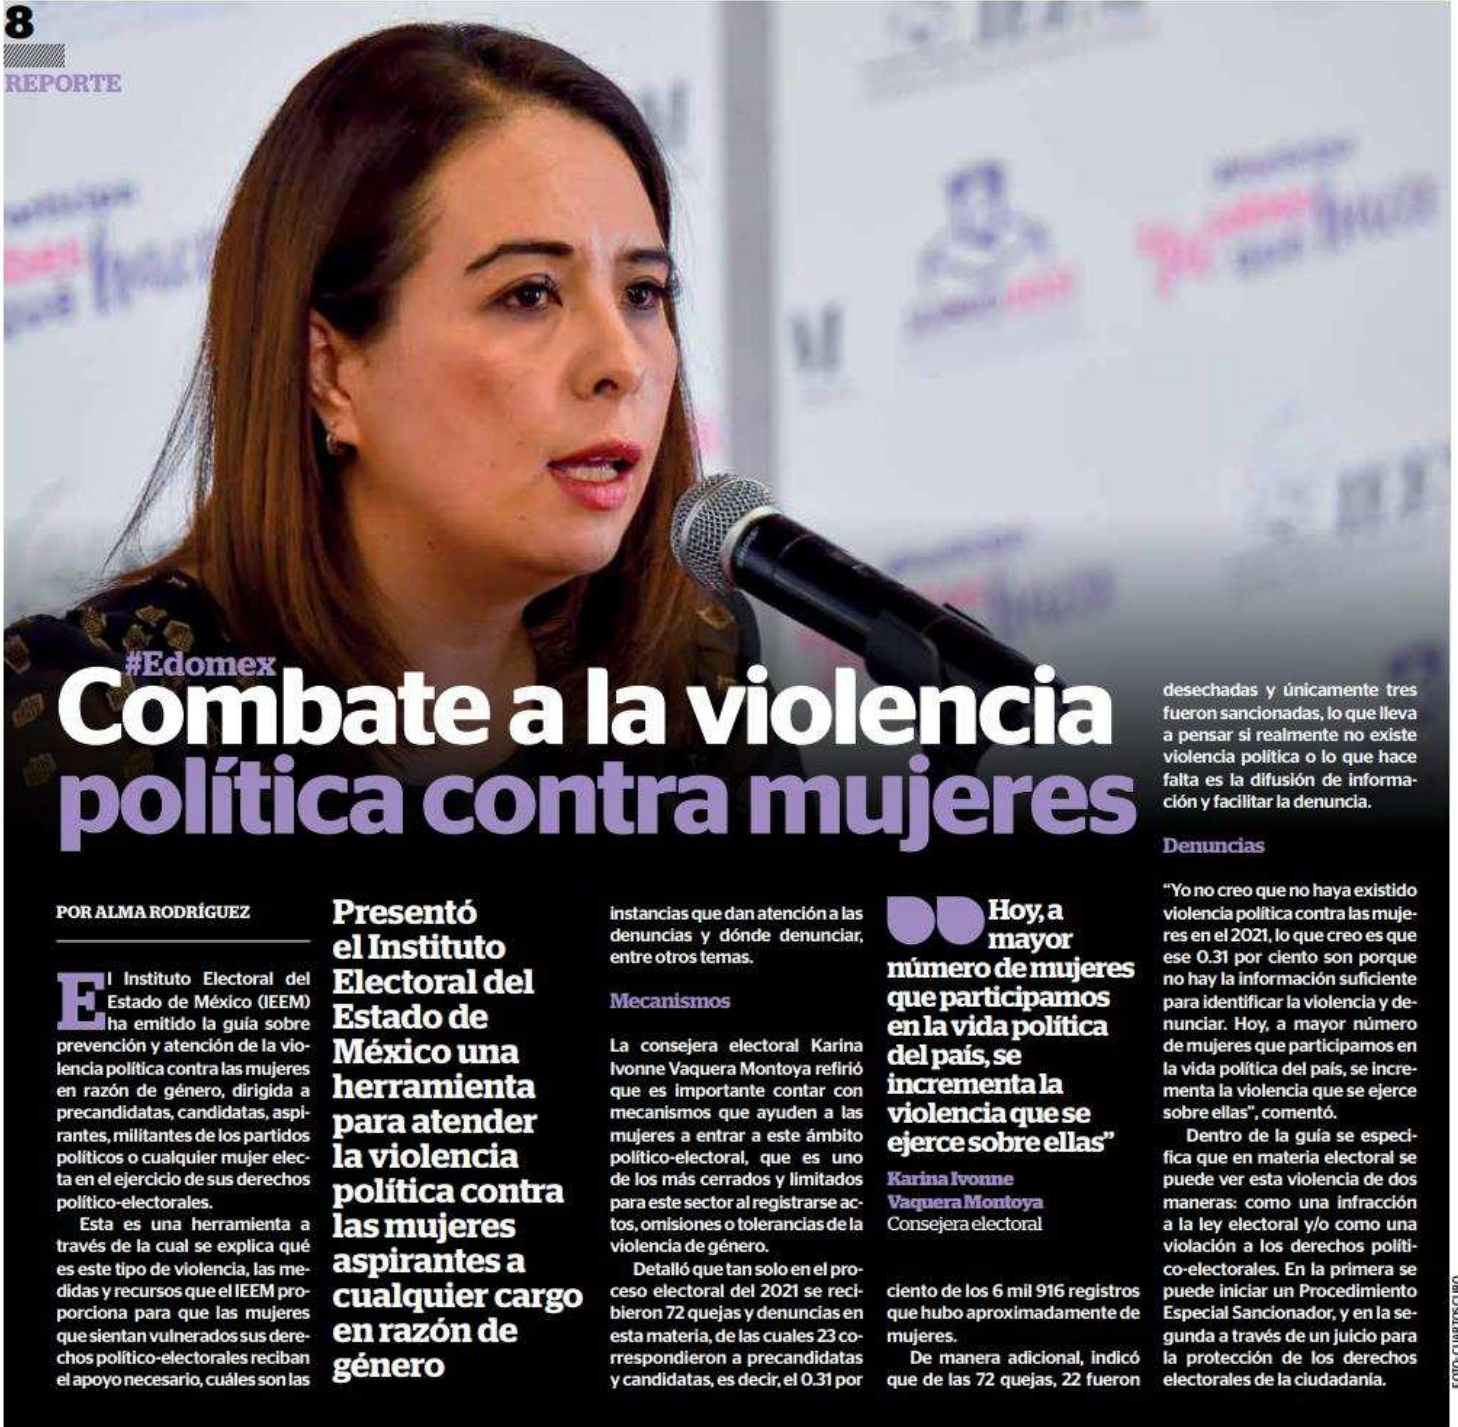 8
REPORTE
#Edomex
Combate a la violencia
política contra mujeres
POR ALMA RODRÍGUEZ
El Instituto Electoral del
Estado de México (IEEM)
ha emitido la guía sobre
prevención y atención de la vio-
lencia política contra las mujeres
en razón de género, dirigida a
precandidatas, candidatas, aspi-
rantes, militantes de los partidos
políticos o cualquier mujer elec-
ta en el ejercicio de sus derechos
político-electorales.
Esta es una herramienta a
través de la cual se explica qué
es este tipo de violencia, las me-
didas y recursos que el IEEM pro-
porciona para que las mujeres
que sientan vulnerados sus dere-
chos político-electorales reciban
el apoyo necesario, cuáles son las
Presentó
el Instituto
Electoral del
Estado de
México una
herramienta
para atender
la violencia
política contra
las mujeres
aspirantes a
cualquier cargo
en razón de
género
instancias que dan atención a las
denuncias y dónde denunciar,
entre otros temas.
Mecanismos
La consejera electoral Karina
Ivonne Vaquera Montoya refirió
que es importante contar con
mecanismos que ayuden a las
mujeres a entrar a este ámbito
político-electoral, que es uno
de los más cerrados y limitados
para este sector al registrarse ac-
tos, omisiones o tolerancias de la
violencia de género.
Detalló que tan solo en el pro-
ceso electoral del 2021 se reci-
bieron 72 quejas y denuncias en
esta materia, de las cuales 23 co-
rrespondieron a precandidatas
y candidatas, es decir, el 0.31 por
Hoy, a
mayor
número de mujeres
que participamos
en la vida política
del país, se
incrementa la
violencia que se
ejerce sobre ellas”
Karina Ivonne
Vaquera Montoya
Consejera electoral
ciento de los 6 mil 916 registros
que hubo aproximadamente de
mujeres.
De manera adicional, indicó
que de las 72 quejas, 22 fueron
desechadas y únicamente tres
fueron sancionadas, lo que lleva
a pensar si realmente no existe
violencia política o lo que hace
falta es la difusión de informa-
ción y facilitar la denuncia.
Denuncias
“Yo no creo que no haya existido
violencia política contra las muje-
res en el 2021, lo que creo es que
ese 0.31 por ciento son porque
no hay la información suficiente
para identificar la violencia y de-
nunciar. Hoy, a mayor número
de mujeres que participamos en
la vida política del país, se incre-
menta la violencia que se ejerce
sobre ellas”, comentó.
Dentro de la guía se especi-
fica que en materia electoral se
puede ver esta violencia de dos
maneras: como una infracción
a la ley electoral y/o como una
violación a los derechos políti-
co-electorales. En la primera se
puede iniciar un Procedimiento
Especial Sancionador, y en la se-
gunda a través de un juicio para
la protección de los derechos
electorales de la ciudadanía.
FOTO: CUARTOSCURO